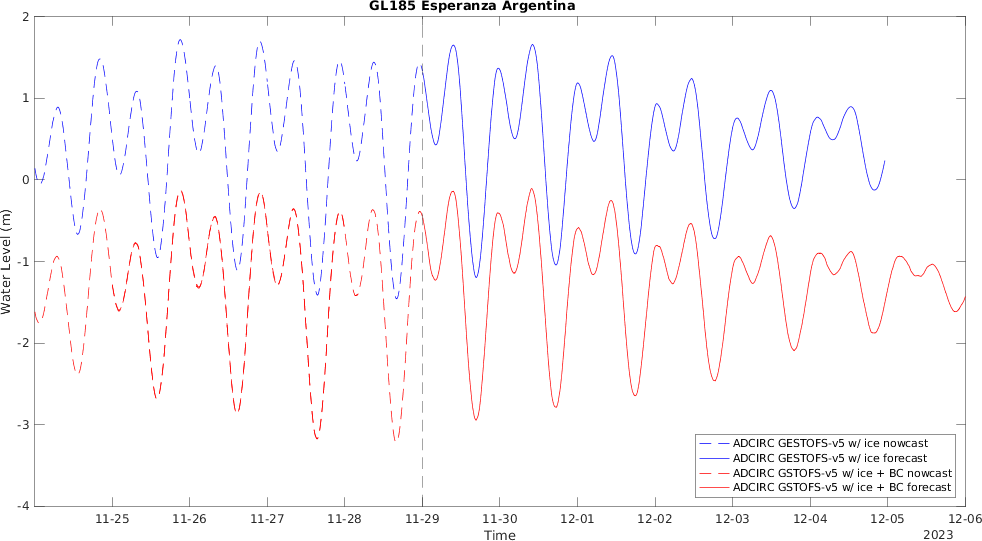 GL185 Esperanza Argentina
2
1
0
-1
-2
-3
-4
Water Level (m)
ADCIRC GESTOFS-v5 w/ ice nowcast
ADCIRC GESTOFS-v5 w/ ice forecast
ADCIRC GSTOFS-v5 w/ ice + BC nowcast
ADCIRC GSTOFS-v5 w/ ice + BC forecast
11-25 11-26 11-27 11-28 11-29 11-30 12-01 12-02 12-03 12-04 12-05 12-06
Time
2023